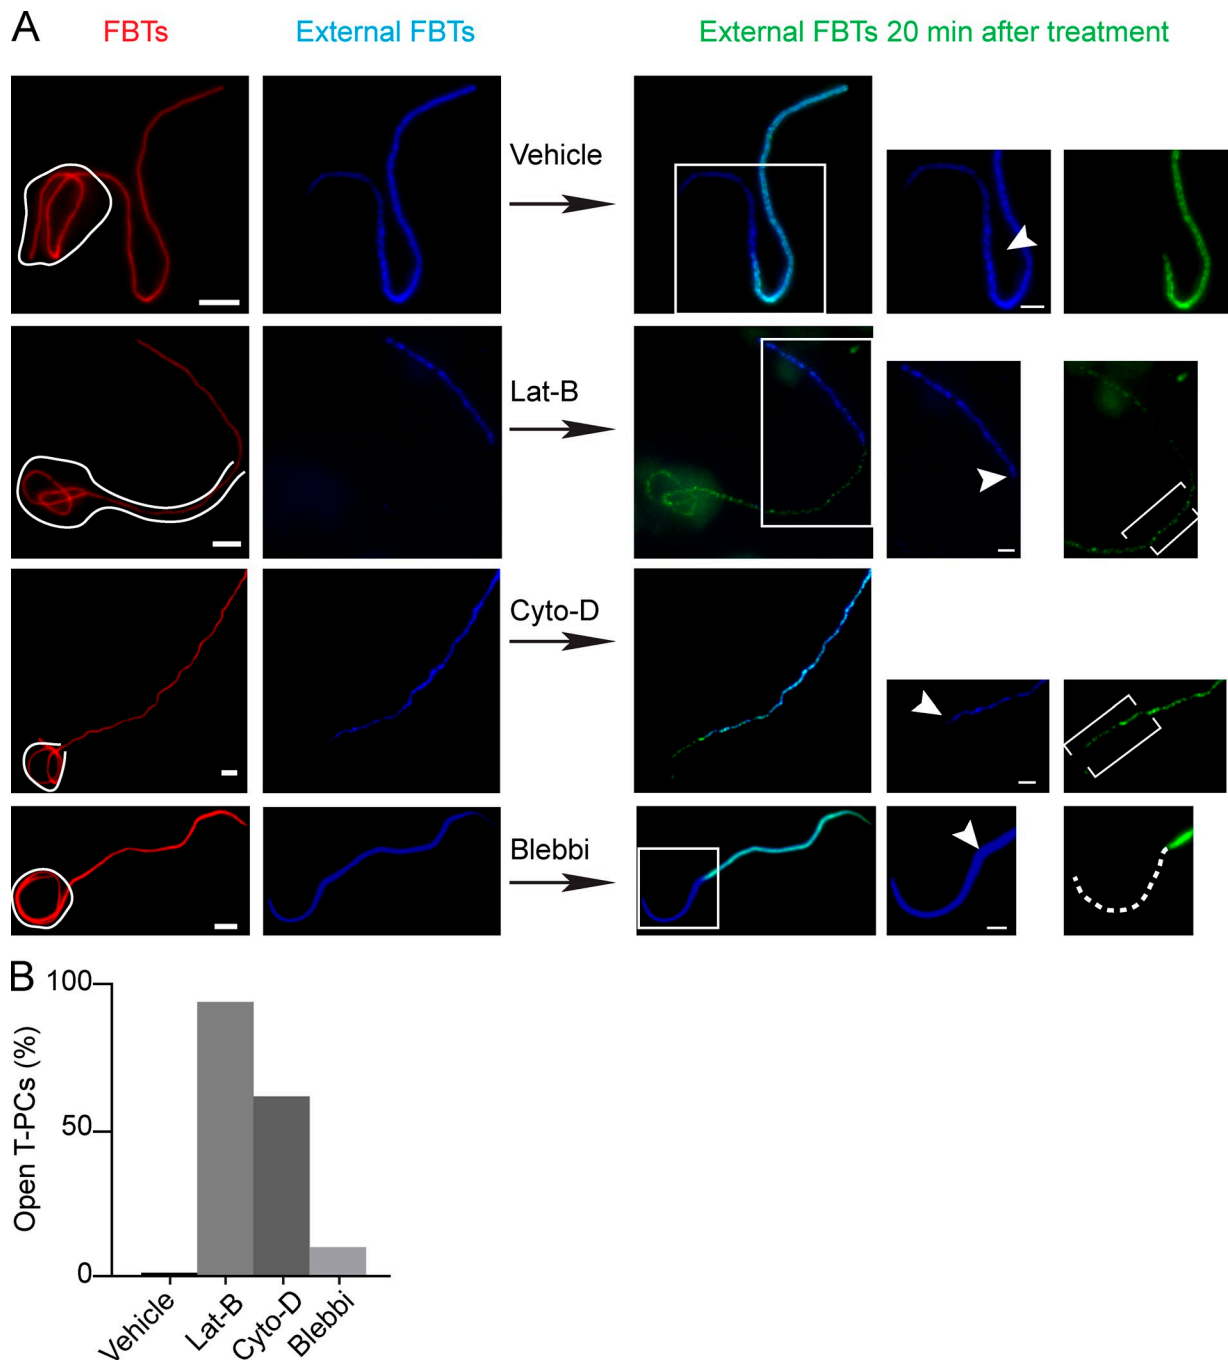 A
FBTs
External FBTs
External FBTs 20 min after treatment
Vehicle
Lat-B
Cyto-D
Blebbi
B
Open T-PCs (%)
100
50
0
Vehicle
Lat-B
Cyto-D
Blebbi